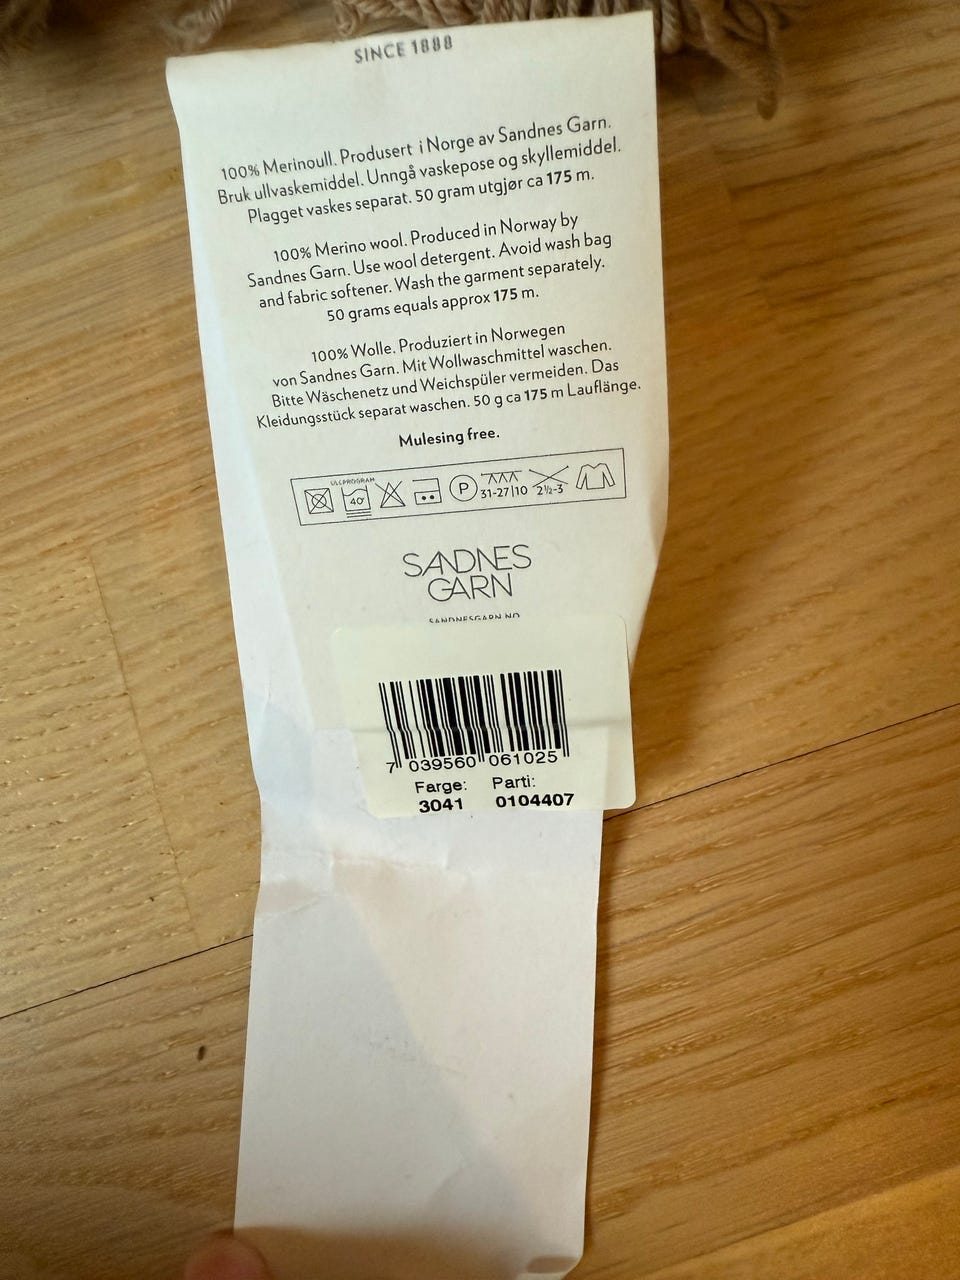 SINCE 1888
100% Merinoull. Produsert i Norge av Sandnes Garn.
Bruk ullvaskemiddel. Unngå vaskepose og skyllemiddel.
Plagget vaskes separat. 50 gram utgjør ca 175 m.
100% Merino wool. Produced in Norway by
Sandnes Garn. Use wool detergent. Avoid wash bag
and fabric softener. Wash the garment separately.
50 grams equals approx 175 m.
100% Wolle. Produziert in Norwegen
von Sandnes Garn. Mit Wollwaschmittel waschen.
Bitte Wäschenetz und Weichspüler vermeiden. Das
Kleidungsstück separat waschen. 50 g ca 175 m Lauflänge.
Mulesing free.
ULLPROGRAM
40 P 31-27|10 2½-3
SANDNES
GARN
SANDNESGARN.NO
7 039560 061025
Farge: Parti:
3041 0104407